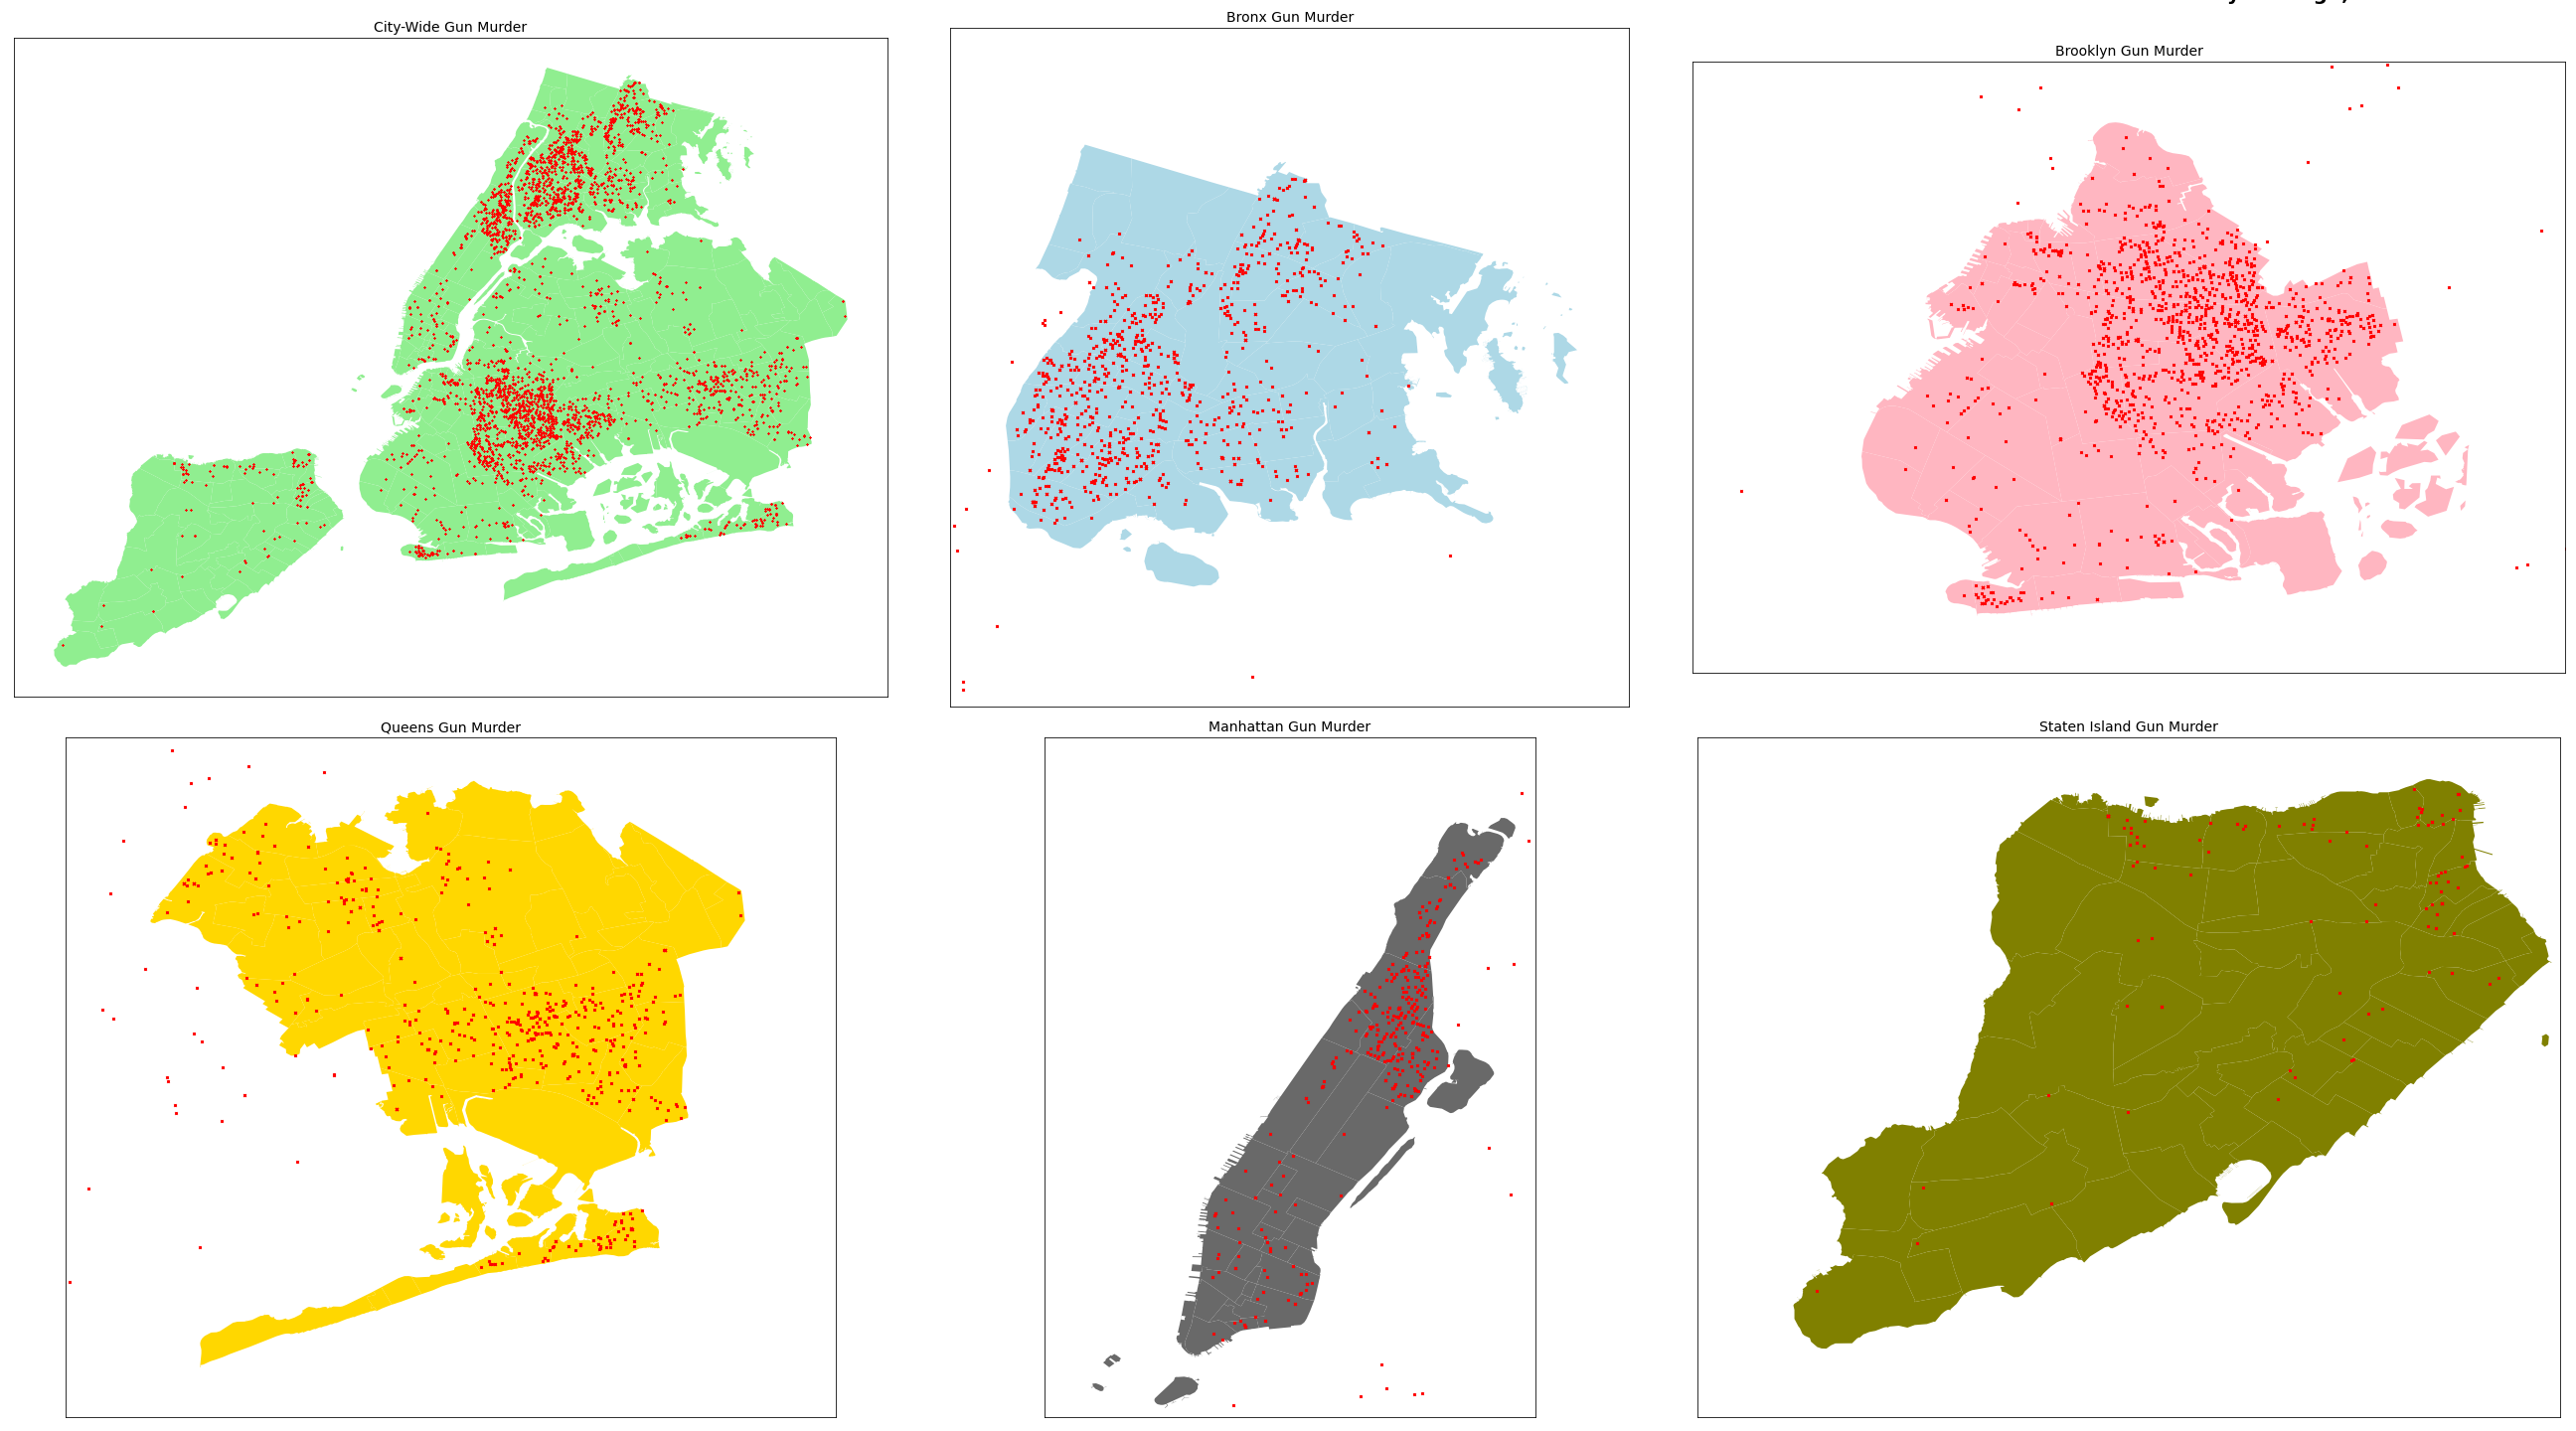 City-Wide Gun Murder
Bronx Gun Murder
Brooklyn Gun Murder
Queens Gun Murder
Manhattan Gun Murder
Staten Island Gun Murder